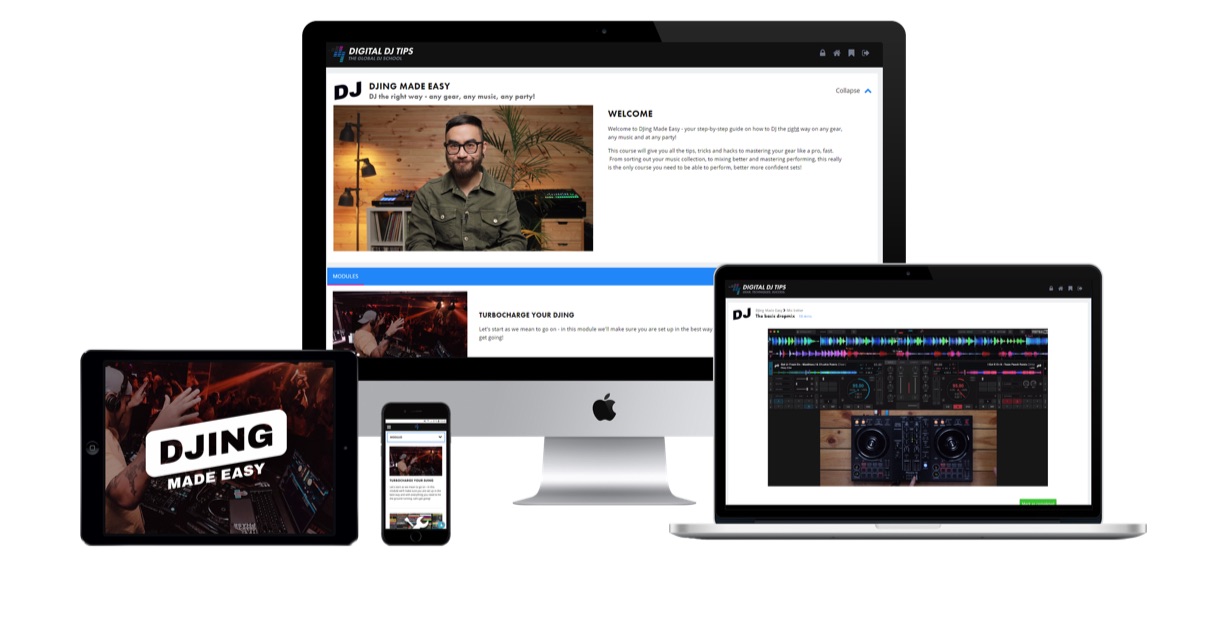 DIGITAL DJ TIPS
THE GLOBAL DJ SCHOOL
DJ
DJING MADE EASY
DJ the right way - any gear, any music, any party!
Collapse
WELCOME
Welcome to DJing Made Easy - your step-by-step guide on how to DJ the right way on any gear,
any music and at any party!
This course will give you all the tips, tricks and hacks to mastering your gear like a pro, fast.
From sorting out your music collection, to mixing better and mastering performing, this really
is the only course you need to be able to perform, better more confident sets!
MODULES
TURBOCHARGE YOUR DJING
Let's start as we mean to go on - in this module we'll make sure you are set up in the best way
get going!
DIGITAL DJ TIPS
DJ
DJing Made Easy
The basic dropmix
DJING
MADE EASY
MODULES
TURBOCHARGE YOUR DJING